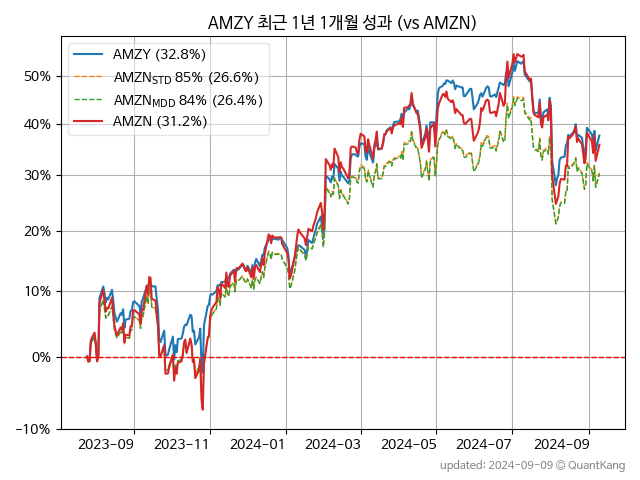 AMZY 최근 1년 1개월 성과 (vs AMZN)
AMZY (32.8%)
AMZN_STD 85% (26.6%)
AMZN_MDD 84% (26.4%)
AMZN (31.2%)
50%
40%
30%
20%
10%
0%
−10%
2023−09 2023−11 2024−01 2024−03 2024−05 2024−07 2024−09
updated: 2024−09−09 © QuantKang